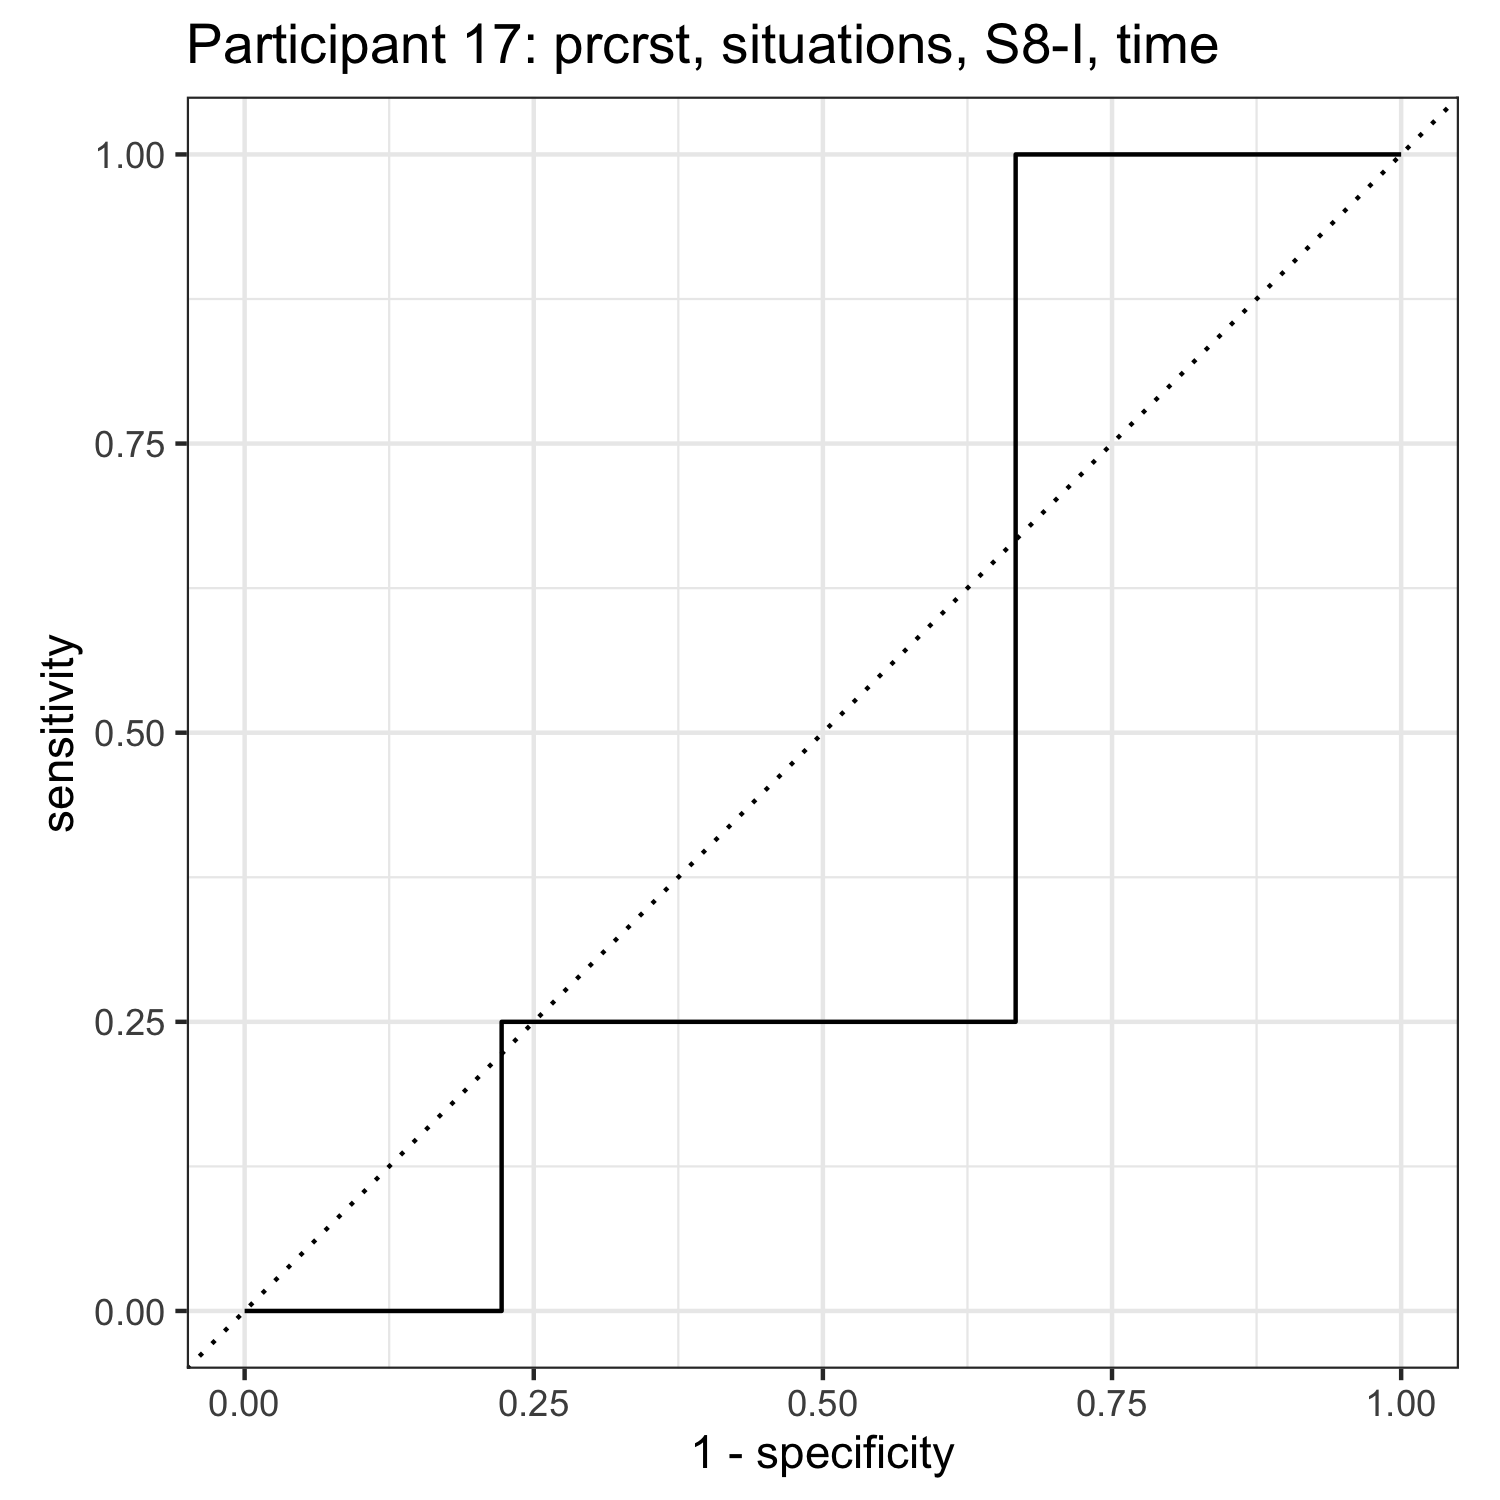 Participant 17: prcrst, situations, S8-I, time
1.00
0.75
0.50
0.25
0.00
sensitivity
0.00 0.25 0.50 0.75 1.00
1 - specificity